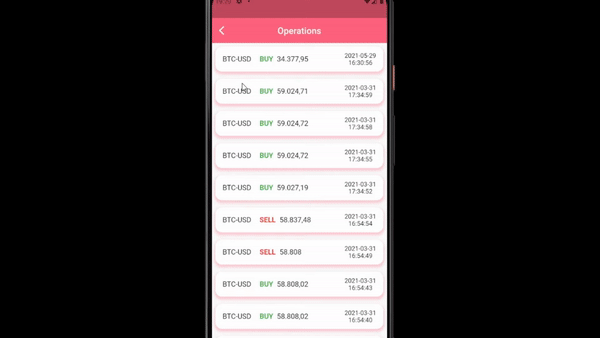 Operations
BTC-USD BUY 34.377,95 2021-05-29 16:30:56
BTC-USD BUY 59.024,71 2021-03-31 17:34:59
BTC-USD BUY 59.024,72 2021-03-31 17:34:58
BTC-USD BUY 59.024,72 2021-03-31 17:34:55
BTC-USD BUY 59.027,19 2021-03-31 17:34:52
BTC-USD SELL 58.837,48 2021-03-31 16:54:54
BTC-USD SELL 58.808 2021-03-31 16:54:49
BTC-USD BUY 58.808,02 2021-03-31 16:54:43
BTC-USD BUY 58.808,02 2021-03-31 16:54:40